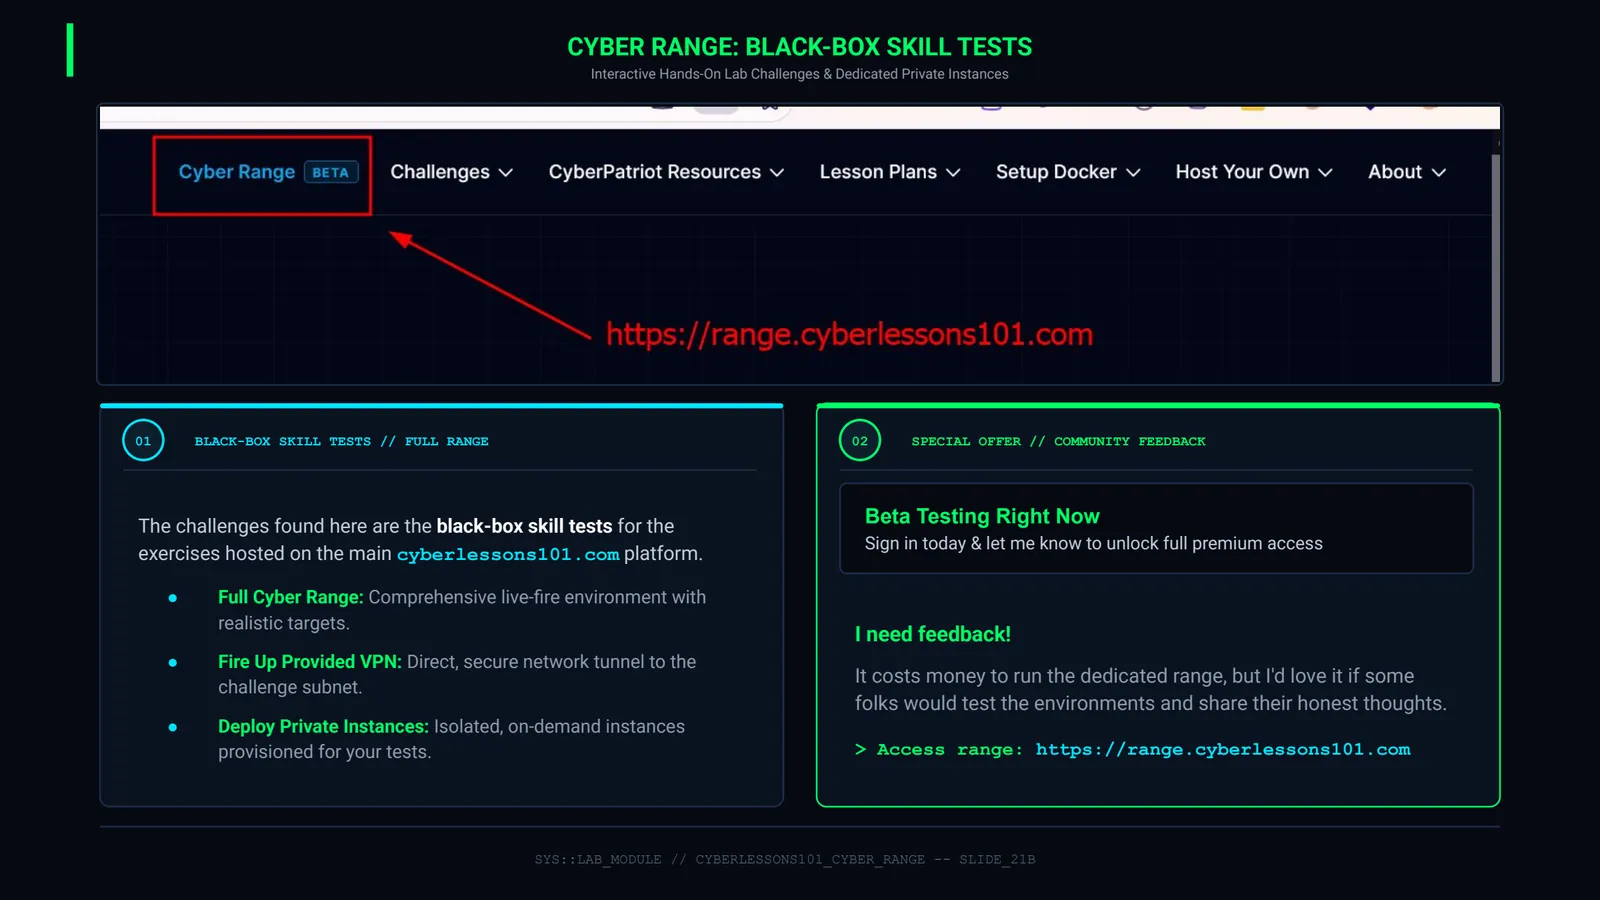 CYBER RANGE: BLACK-BOX SKILL TESTS
Interactive Hands-On Lab Challenges & Dedicated Private Instances
Cyber Range BETA Challenges CyberPatriot Resources Lesson Plans Setup Docker Host Your Own About
https://range.cyberlessons101.com
01 BLACK-BOX SKILL TESTS // FULL RANGE
The challenges found here are the black-box skill tests for the
exercises hosted on the main cyberlessons101.com platform.
Full Cyber Range: Comprehensive live-fire environment with
realistic targets.
Fire Up Provided VPN: Direct, secure network tunnel to the
challenge subnet.
Deploy Private Instances: Isolated, on-demand instances
provisioned for your tests.
02 SPECIAL OFFER // COMMUNITY FEEDBACK
Beta Testing Right Now
Sign in today & let me know to unlock full premium access
I need feedback!
It costs money to run the dedicated range, but I'd love it if some
folks would test the environments and share their honest thoughts.
> Access range: https://range.cyberlessons101.com
SYS::LAB_MODULE // CYBERLESSONS101_CYBER_RANGE -- SLIDE_21B